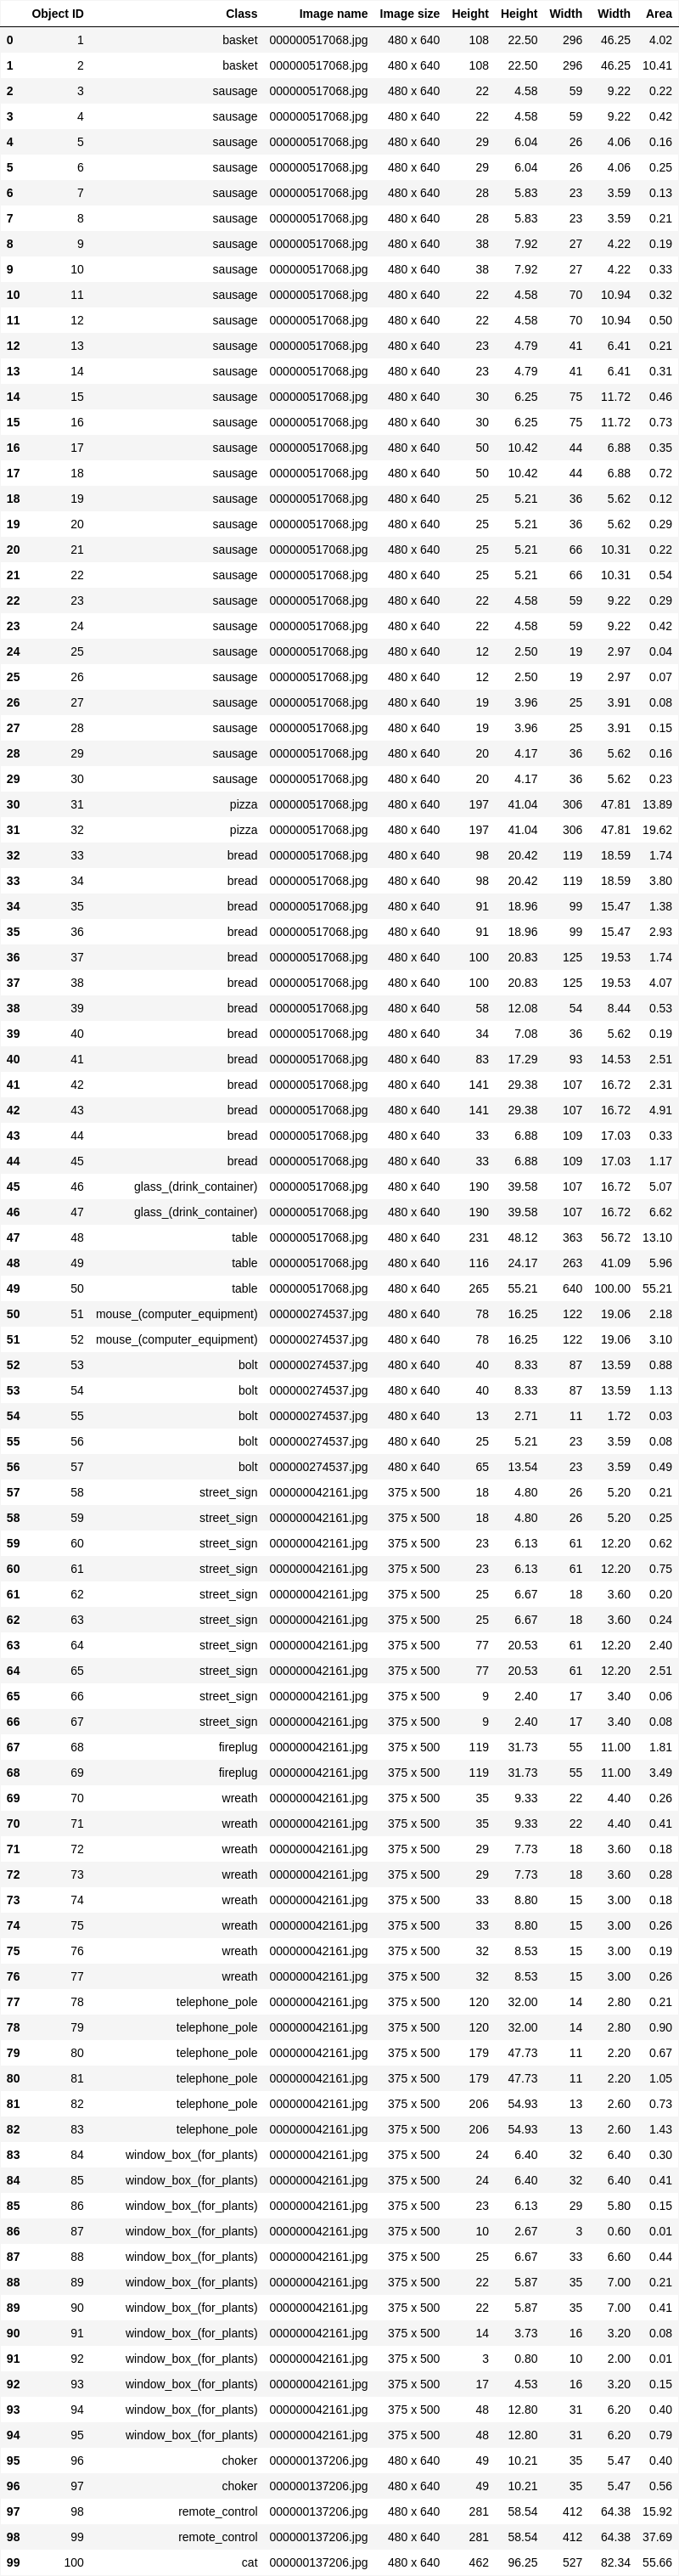 Object ID Class Image name Image size Height Height Width Width Area
0 1 basket 000000517068.jpg 480 x 640 108 22.50 296 46.25 4.02
1 2 basket 000000517068.jpg 480 x 640 108 22.50 296 46.25 10.41
2 3 sausage 000000517068.jpg 480 x 640 22 4.58 59 9.22 0.22
3 4 sausage 000000517068.jpg 480 x 640 22 4.58 59 9.22 0.42
4 5 sausage 000000517068.jpg 480 x 640 29 6.04 26 4.06 0.16
5 6 sausage 000000517068.jpg 480 x 640 29 6.04 26 4.06 0.25
6 7 sausage 000000517068.jpg 480 x 640 28 5.83 23 3.59 0.13
7 8 sausage 000000517068.jpg 480 x 640 28 5.83 23 3.59 0.21
8 9 sausage 000000517068.jpg 480 x 640 38 7.92 27 4.22 0.19
9 10 sausage 000000517068.jpg 480 x 640 38 7.92 27 4.22 0.33
10 11 sausage 000000517068.jpg 480 x 640 22 4.58 70 10.94 0.32
11 12 sausage 000000517068.jpg 480 x 640 22 4.58 70 10.94 0.50
12 13 sausage 000000517068.jpg 480 x 640 23 4.79 41 6.41 0.21
13 14 sausage 000000517068.jpg 480 x 640 23 4.79 41 6.41 0.31
14 15 sausage 000000517068.jpg 480 x 640 30 6.25 75 11.72 0.46
15 16 sausage 000000517068.jpg 480 x 640 30 6.25 75 11.72 0.73
16 17 sausage 000000517068.jpg 480 x 640 50 10.42 44 6.88 0.35
17 18 sausage 000000517068.jpg 480 x 640 50 10.42 44 6.88 0.72
18 19 sausage 000000517068.jpg 480 x 640 25 5.21 36 5.62 0.12
19 20 sausage 000000517068.jpg 480 x 640 25 5.21 36 5.62 0.29
20 21 sausage 000000517068.jpg 480 x 640 25 5.21 66 10.31 0.22
21 22 sausage 000000517068.jpg 480 x 640 25 5.21 66 10.31 0.54
22 23 sausage 000000517068.jpg 480 x 640 22 4.58 59 9.22 0.29
23 24 sausage 000000517068.jpg 480 x 640 22 4.58 59 9.22 0.42
24 25 sausage 000000517068.jpg 480 x 640 12 2.50 19 2.97 0.04
25 26 sausage 000000517068.jpg 480 x 640 12 2.50 19 2.97 0.07
26 27 sausage 000000517068.jpg 480 x 640 19 3.96 25 3.91 0.08
27 28 sausage 000000517068.jpg 480 x 640 19 3.96 25 3.91 0.15
28 29 sausage 000000517068.jpg 480 x 640 20 4.17 36 5.62 0.16
29 30 sausage 000000517068.jpg 480 x 640 20 4.17 36 5.62 0.23
30 31 pizza 000000517068.jpg 480 x 640 197 41.04 306 47.81 13.89
31 32 pizza 000000517068.jpg 480 x 640 197 41.04 306 47.81 19.62
32 33 bread 000000517068.jpg 480 x 640 98 20.42 119 18.59 1.74
33 34 bread 000000517068.jpg 480 x 640 98 20.42 119 18.59 3.80
34 35 bread 000000517068.jpg 480 x 640 91 18.96 99 15.47 1.38
35 36 bread 000000517068.jpg 480 x 640 91 18.96 99 15.47 2.93
36 37 bread 000000517068.jpg 480 x 640 100 20.83 125 19.53 1.74
37 38 bread 000000517068.jpg 480 x 640 100 20.83 125 19.53 4.07
38 39 bread 000000517068.jpg 480 x 640 58 12.08 54 8.44 0.53
39 40 bread 000000517068.jpg 480 x 640 34 7.08 36 5.62 0.19
40 41 bread 000000517068.jpg 480 x 640 83 17.29 93 14.53 2.51
41 42 bread 000000517068.jpg 480 x 640 141 29.38 107 16.72 2.31
42 43 bread 000000517068.jpg 480 x 640 141 29.38 107 16.72 4.91
43 44 bread 000000517068.jpg 480 x 640 33 6.88 109 17.03 0.33
44 45 bread 000000517068.jpg 480 x 640 33 6.88 109 17.03 1.17
45 46 glass_(drink_container) 000000517068.jpg 480 x 640 190 39.58 107 16.72 5.07
46 47 glass_(drink_container) 000000517068.jpg 480 x 640 190 39.58 107 16.72 6.62
47 48 table 000000517068.jpg 480 x 640 231 48.12 363 56.72 13.10
48 49 table 000000517068.jpg 480 x 640 116 24.17 263 41.09 5.96
49 50 table 000000517068.jpg 480 x 640 265 55.21 640 100.00 55.21
50 51 mouse_(computer_equipment) 000000274537.jpg 480 x 640 78 16.25 122 19.06 2.18
51 52 mouse_(computer_equipment) 000000274537.jpg 480 x 640 78 16.25 122 19.06 3.10
52 53 bolt 000000274537.jpg 480 x 640 40 8.33 87 13.59 0.88
53 54 bolt 000000274537.jpg 480 x 640 40 8.33 87 13.59 1.13
54 55 bolt 000000274537.jpg 480 x 640 13 2.71 11 1.72 0.03
55 56 bolt 000000274537.jpg 480 x 640 25 5.21 23 3.59 0.08
56 57 bolt 000000274537.jpg 480 x 640 65 13.54 23 3.59 0.49
57 58 street_sign 000000042161.jpg 375 x 500 18 4.80 26 5.20 0.21
58 59 street_sign 000000042161.jpg 375 x 500 18 4.80 26 5.20 0.25
59 60 street_sign 000000042161.jpg 375 x 500 23 6.13 61 12.20 0.62
60 61 street_sign 000000042161.jpg 375 x 500 23 6.13 61 12.20 0.75
61 62 street_sign 000000042161.jpg 375 x 500 25 6.67 18 3.60 0.20
62 63 street_sign 000000042161.jpg 375 x 500 25 6.67 18 3.60 0.24
63 64 street_sign 000000042161.jpg 375 x 500 77 20.53 61 12.20 2.40
64 65 street_sign 000000042161.jpg 375 x 500 77 20.53 61 12.20 2.51
65 66 street_sign 000000042161.jpg 375 x 500 9 2.40 17 3.40 0.06
66 67 street_sign 000000042161.jpg 375 x 500 9 2.40 17 3.40 0.08
67 68 fireplug 000000042161.jpg 375 x 500 119 31.73 55 11.00 1.81
68 69 fireplug 000000042161.jpg 375 x 500 119 31.73 55 11.00 3.49
69 70 wreath 000000042161.jpg 375 x 500 35 9.33 22 4.40 0.26
70 71 wreath 000000042161.jpg 375 x 500 35 9.33 22 4.40 0.41
71 72 wreath 000000042161.jpg 375 x 500 29 7.73 18 3.60 0.18
72 73 wreath 000000042161.jpg 375 x 500 29 7.73 18 3.60 0.28
73 74 wreath 000000042161.jpg 375 x 500 33 8.80 15 3.00 0.18
74 75 wreath 000000042161.jpg 375 x 500 33 8.80 15 3.00 0.26
75 76 wreath 000000042161.jpg 375 x 500 32 8.53 15 3.00 0.19
76 77 wreath 000000042161.jpg 375 x 500 32 8.53 15 3.00 0.26
77 78 telephone_pole 000000042161.jpg 375 x 500 120 32.00 14 2.80 0.21
78 79 telephone_pole 000000042161.jpg 375 x 500 120 32.00 14 2.80 0.90
79 80 telephone_pole 000000042161.jpg 375 x 500 179 47.73 11 2.20 0.67
80 81 telephone_pole 000000042161.jpg 375 x 500 179 47.73 11 2.20 1.05
81 82 telephone_pole 000000042161.jpg 375 x 500 206 54.93 13 2.60 0.73
82 83 telephone_pole 000000042161.jpg 375 x 500 206 54.93 13 2.60 1.43
83 84 window_box_(for_plants) 000000042161.jpg 375 x 500 24 6.40 32 6.40 0.30
84 85 window_box_(for_plants) 000000042161.jpg 375 x 500 24 6.40 32 6.40 0.41
85 86 window_box_(for_plants) 000000042161.jpg 375 x 500 23 6.13 29 5.80 0.15
86 87 window_box_(for_plants) 000000042161.jpg 375 x 500 10 2.67 3 0.60 0.01
87 88 window_box_(for_plants) 000000042161.jpg 375 x 500 25 6.67 33 6.60 0.44
88 89 window_box_(for_plants) 000000042161.jpg 375 x 500 22 5.87 35 7.00 0.21
89 90 window_box_(for_plants) 000000042161.jpg 375 x 500 22 5.87 35 7.00 0.41
90 91 window_box_(for_plants) 000000042161.jpg 375 x 500 14 3.73 16 3.20 0.08
91 92 window_box_(for_plants) 000000042161.jpg 375 x 500 3 0.80 10 2.00 0.01
92 93 window_box_(for_plants) 000000042161.jpg 375 x 500 17 4.53 16 3.20 0.15
93 94 window_box_(for_plants) 000000042161.jpg 375 x 500 48 12.80 31 6.20 0.40
94 95 window_box_(for_plants) 000000042161.jpg 375 x 500 48 12.80 31 6.20 0.79
95 96 choker 000000137206.jpg 480 x 640 49 10.21 35 5.47 0.40
96 97 choker 000000137206.jpg 480 x 640 49 10.21 35 5.47 0.56
97 98 remote_control 000000137206.jpg 480 x 640 281 58.54 412 64.38 15.92
98 99 remote_control 000000137206.jpg 480 x 640 281 58.54 412 64.38 37.69
99 100 cat 000000137206.jpg 480 x 640 462 96.25 527 82.34 55.66